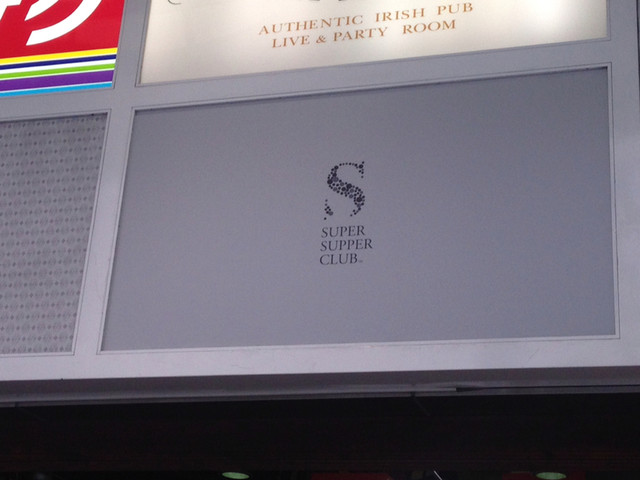 AUTHENTIC IRISH PUB
LIVE & PARTY ROOM
S
SUPER
SUPPER
CLUB